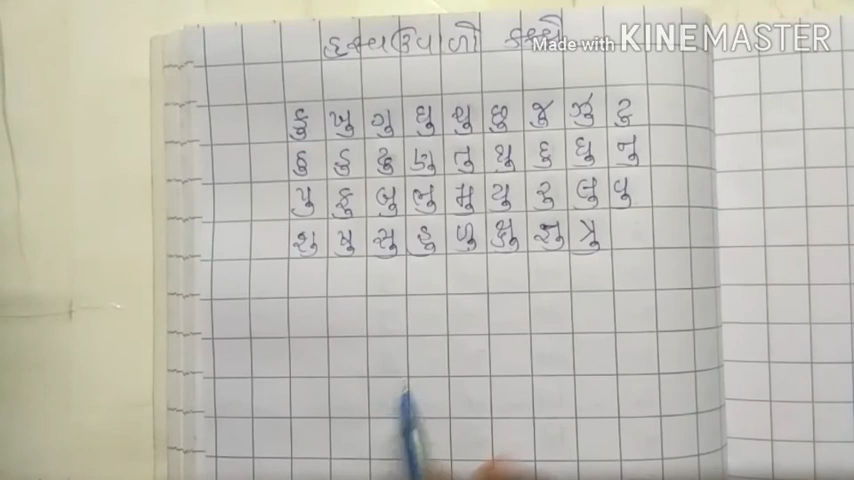 હ્રસ્વ ઉ વાળો કક્કો
Made with KINEMASTER
કુ ખુ ગુ ઘુ ચુ છુ જુ ઝુ ટુ
ઠુ ડુ ઢુ ણુ તુ થુ દુ ધુ નુ
પુ ફુ બુ ભુ મુ યુ રુ લુ વુ
શુ ષુ સુ હુ ળુ ક્ષુ જ્ઞુ ત્રુ